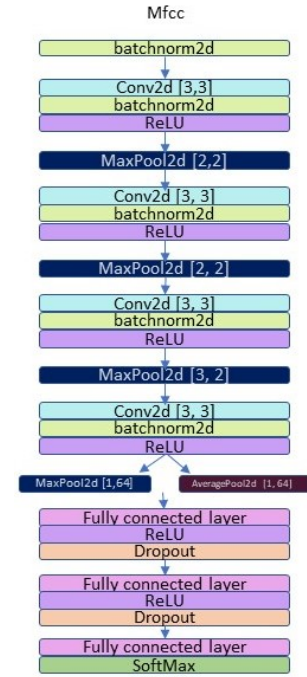 Mfcc
batchnorm2d
Conv2d [3,3]
batchnorm2d
ReLU
MaxPool2d [2,2]
Conv2d [3, 3]
batchnorm2d
ReLU
MaxPool2d [2, 2]
Conv2d [3, 3]
batchnorm2d
ReLU
MaxPool2d [3, 2]
Conv2d [3, 3]
batchnorm2d
ReLU
MaxPool2d [1,64]
AveragePool2d [1, 64]
Fully connected layer
ReLU
Dropout
Fully connected layer
ReLU
Dropout
Fully connected layer
SoftMax